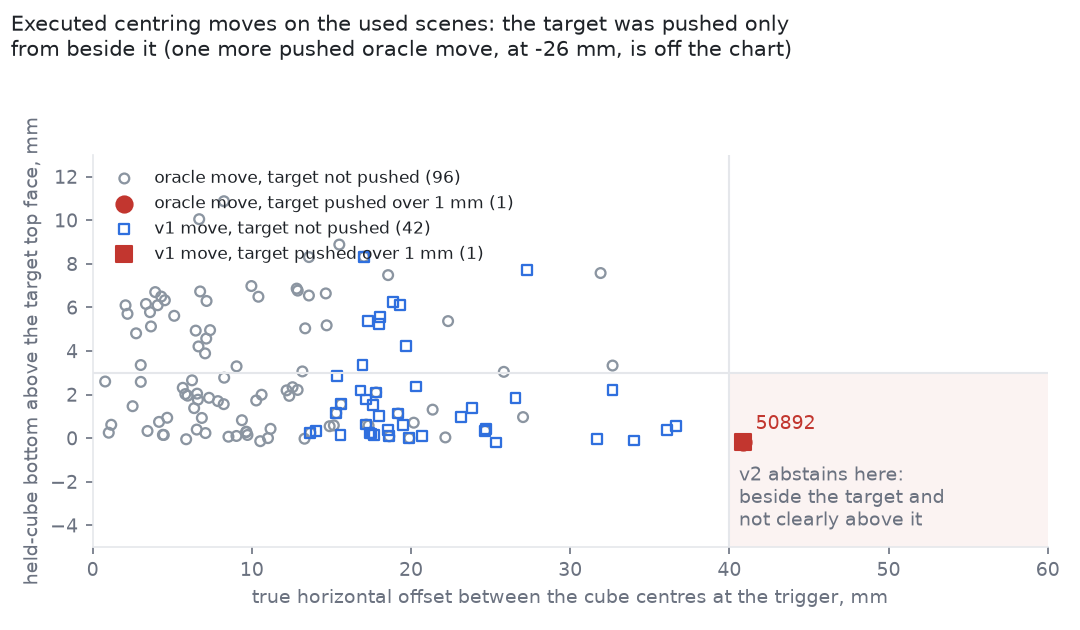 Executed centring moves on the used scenes: the target was pushed only
from beside it (one more pushed oracle move, at -26 mm, is off the chart)
held-cube bottom above the target top face, mm
12
10
8
6
4
2
0
−2
−4
oracle move, target not pushed (96)
oracle move, target pushed over 1 mm (1)
v1 move, target not pushed (42)
v1 move, target pushed over 1 mm (1)
50892
v2 abstains here:
beside the target and
not clearly above it
0
10
20
30
40
50
60
true horizontal offset between the cube centres at the trigger, mm